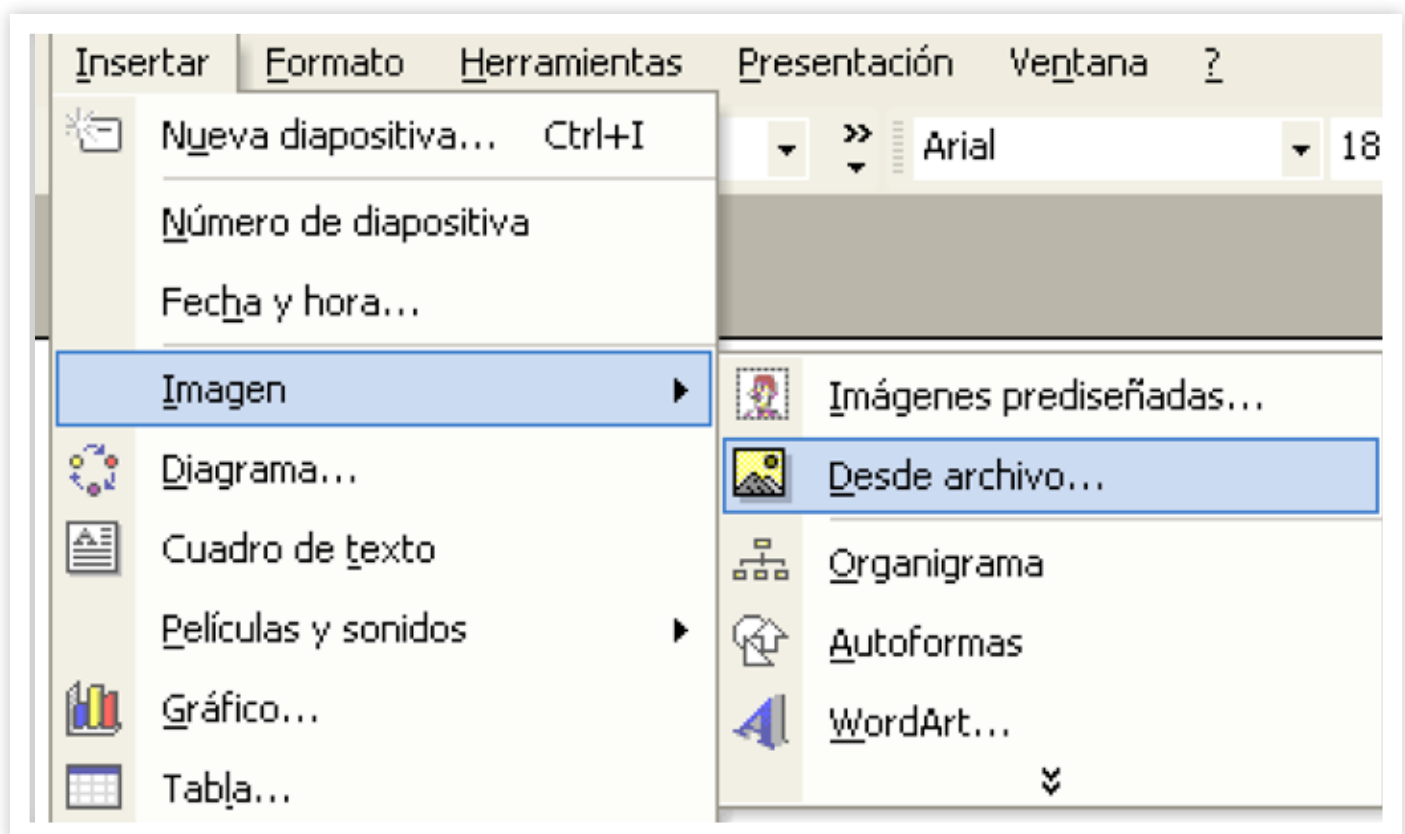 Insertar Formato Herramientas Presentación Ventana ?
Nueva diapositiva... Ctrl+I
Arial 18
Número de diapositiva
Fecha y hora...
Imagen
Diagrama...
Cuadro de texto
Películas y sonidos
Gráfico...
Tabla...
Imágenes prediseñadas...
Desde archivo...
Organigrama
Autoformas
WordArt...